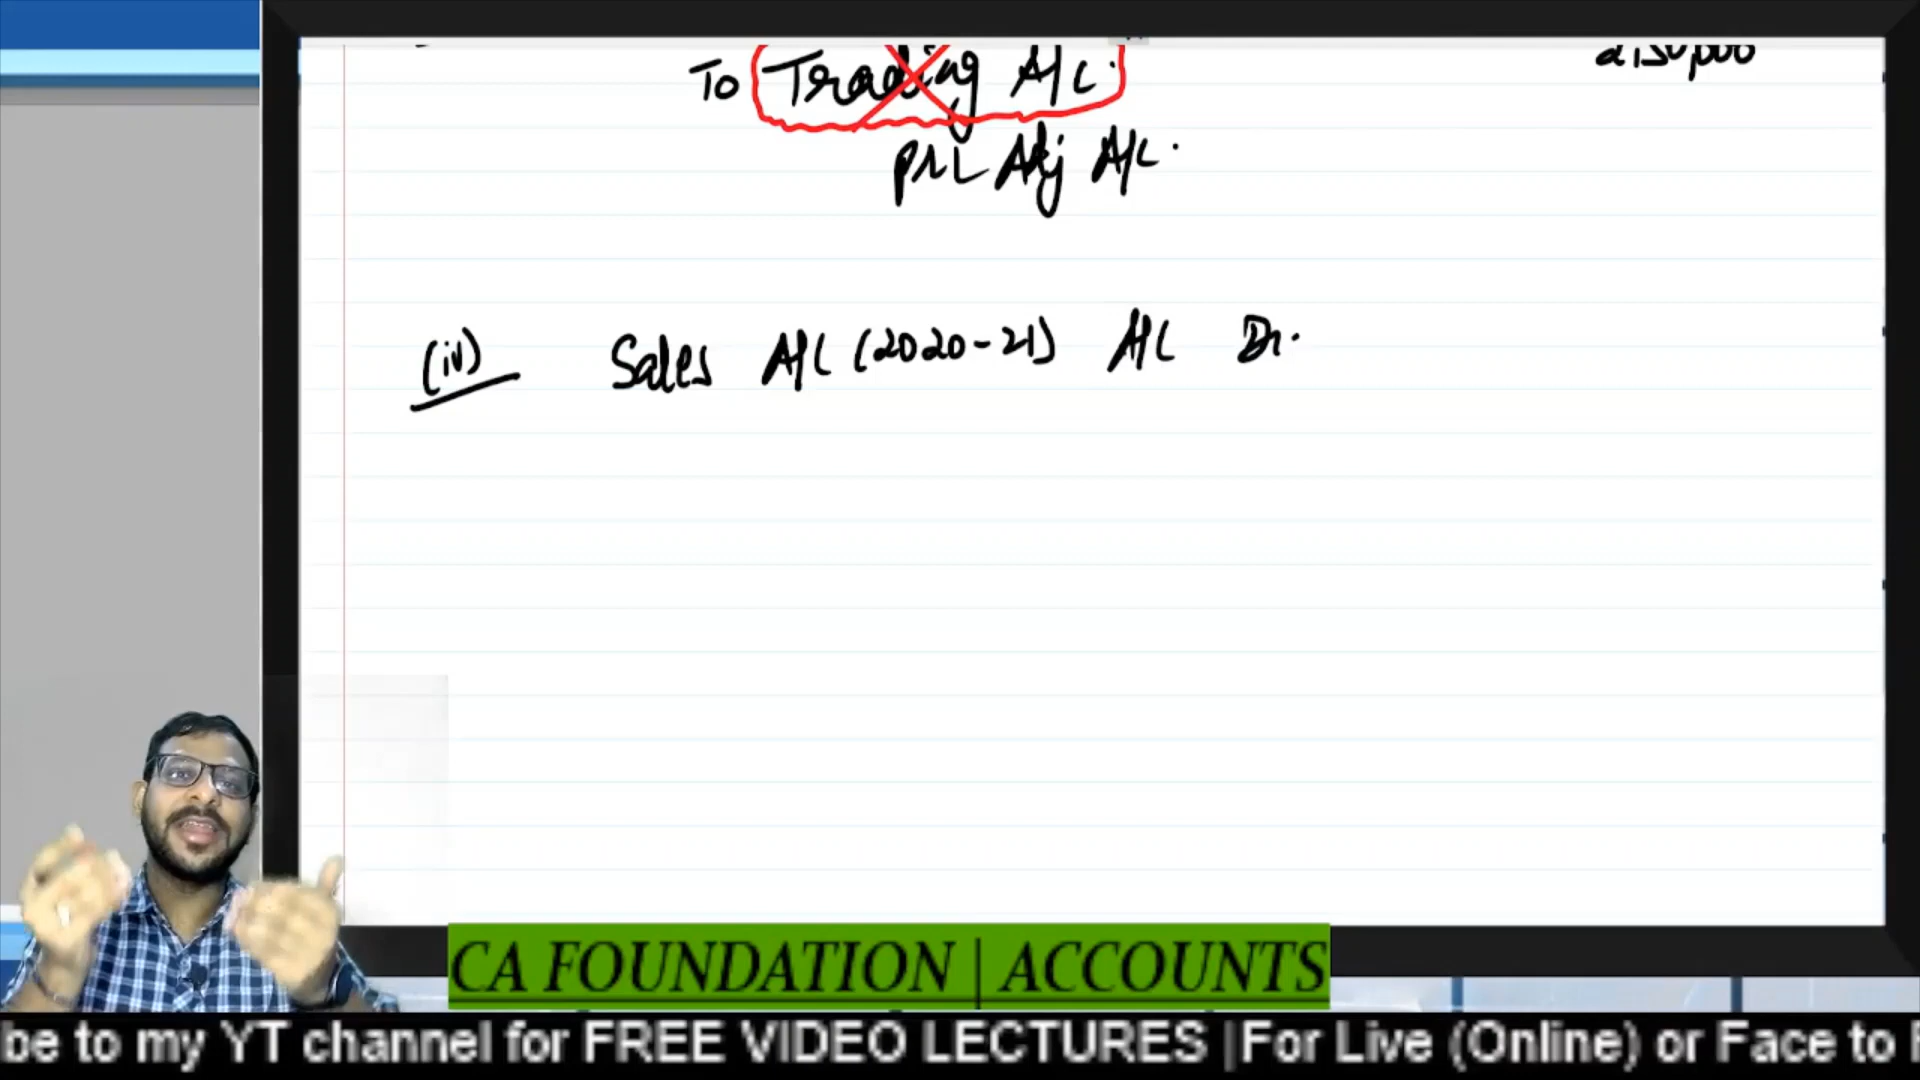 To Trading A/C.
P&L Adj A/C.
(iv) Sales A/C (2020-21) A/C Dr.
CA FOUNDATION | ACCOUNTS
be to my YT channel for FREE VIDEO LECTURES | For Live (Online) or Face to